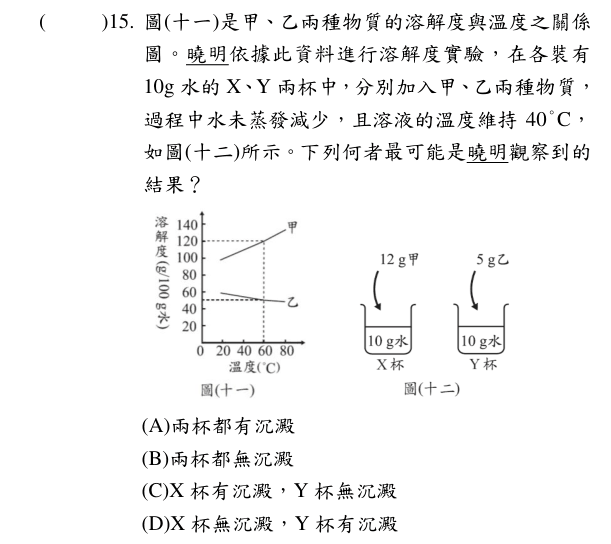 (　　)15. 圖(十一)是甲、乙兩種物質的溶解度與溫度之關係
圖。曉明依據此資料進行溶解度實驗，在各裝有
10g 水的 X、Y 兩杯中，分別加入甲、乙兩種物質，
過程中水未蒸發減少，且溶液的溫度維持 40°C，
如圖(十二)所示。下列何者最可能是曉明觀察到的
結果？
溶解度(g/100 g水)
140
120
100
80
60
40
20
甲
乙
0 20 40 60 80
溫度(°C)
圖(十一)
12 g甲
5 g乙
10 g水
10 g水
X杯
Y杯
圖(十二)
(A)兩杯都有沉澱
(B)兩杯都無沉澱
(C)X 杯有沉澱，Y 杯無沉澱
(D)X 杯無沉澱，Y 杯有沉澱